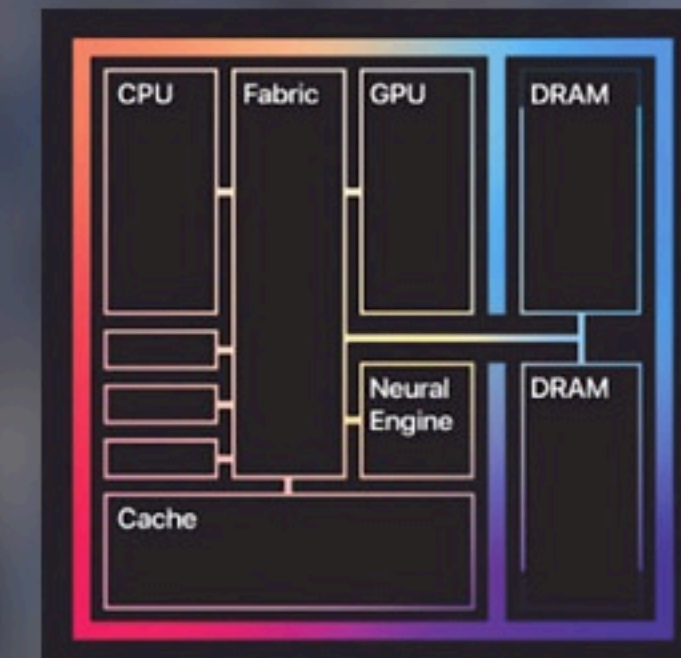 CPU
Fabric
GPU
DRAM
Neural
Engine
DRAM
Cache